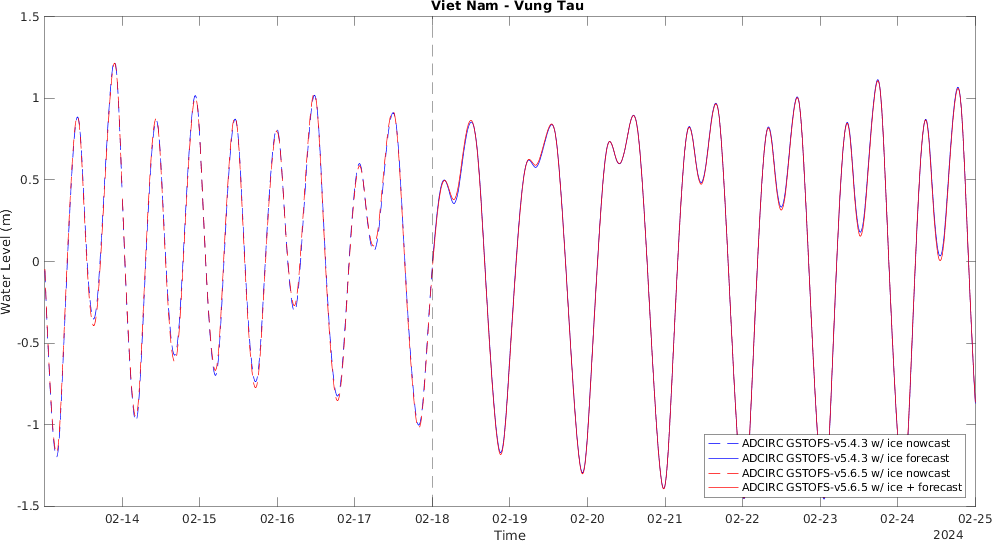 Viet Nam - Vung Tau
1.5
1
0.5
0
-0.5
-1
-1.5
Water Level (m)
ADCIRC GSTOFS-v5.4.3 w/ ice nowcast
ADCIRC GSTOFS-v5.4.3 w/ ice forecast
ADCIRC GSTOFS-v5.6.5 w/ ice nowcast
ADCIRC GSTOFS-v5.6.5 w/ ice + forecast
02-14 02-15 02-16 02-17 02-18 02-19 02-20 02-21 02-22 02-23 02-24 02-25
Time
2024